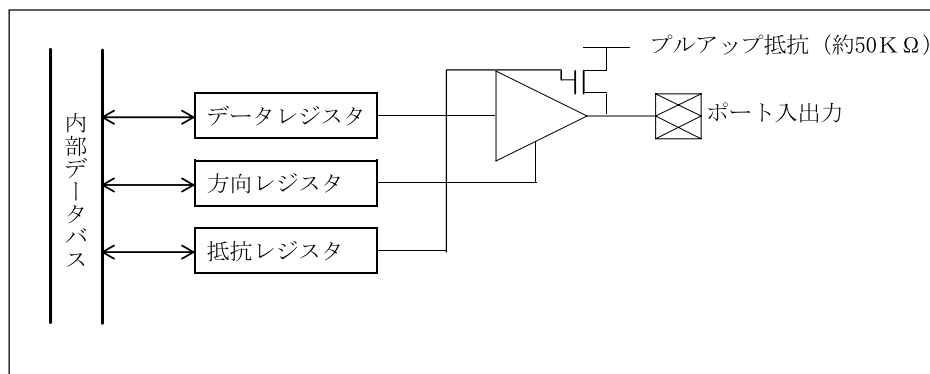 プルアップ抵抗（約50KΩ）
データレジスタ
ポート入出力
内部データバス
方向レジスタ
抵抗レジスタ